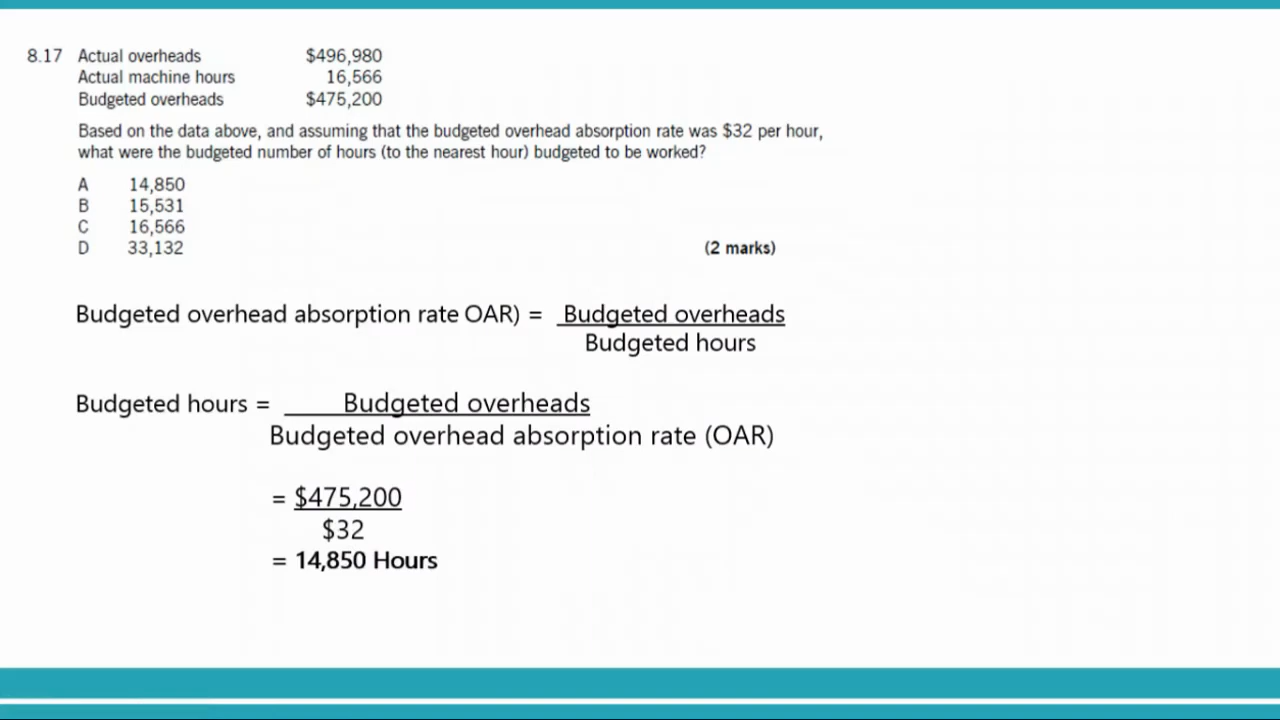 8.17 Actual overheads $496,980
Actual machine hours 16,566
Budgeted overheads $475,200
Based on the data above, and assuming that the budgeted overhead absorption rate was $32 per hour,
what were the budgeted number of hours (to the nearest hour) budgeted to be worked?
A 14,850
B 15,531
C 16,566
D 33,132
(2 marks)
Budgeted overhead absorption rate OAR) = Budgeted overheads
Budgeted hours
Budgeted hours = Budgeted overheads
Budgeted overhead absorption rate (OAR)
= $475,200
$32
= 14,850 Hours